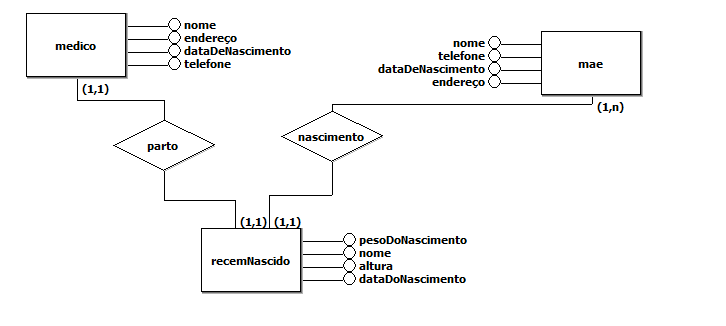 medico
nome
endereço
dataDeNascimento
telefone
(1,1)
nome
telefone
dataDeNascimento
endereço
mae
(1,n)
parto
nascimento
(1,1)
(1,1)
recemNascido
pesoDoNascimento
nome
altura
dataDoNascimento